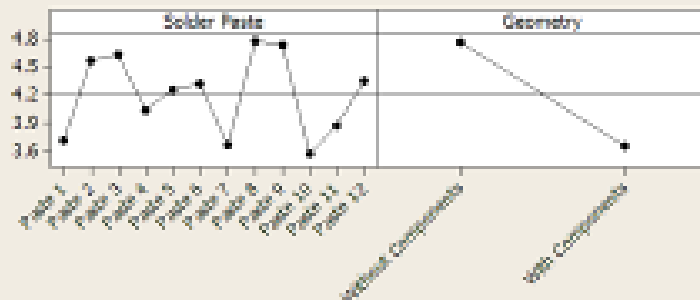 Solder Paste
Geometry
4.8
4.5
4.2
3.9
3.6
Paste 1
Paste 2
Paste 3
Paste 4
Paste 5
Paste 6
Paste 7
Paste 8
Paste 9
Paste 10
Paste 11
Paste 12
Without Components
With Components